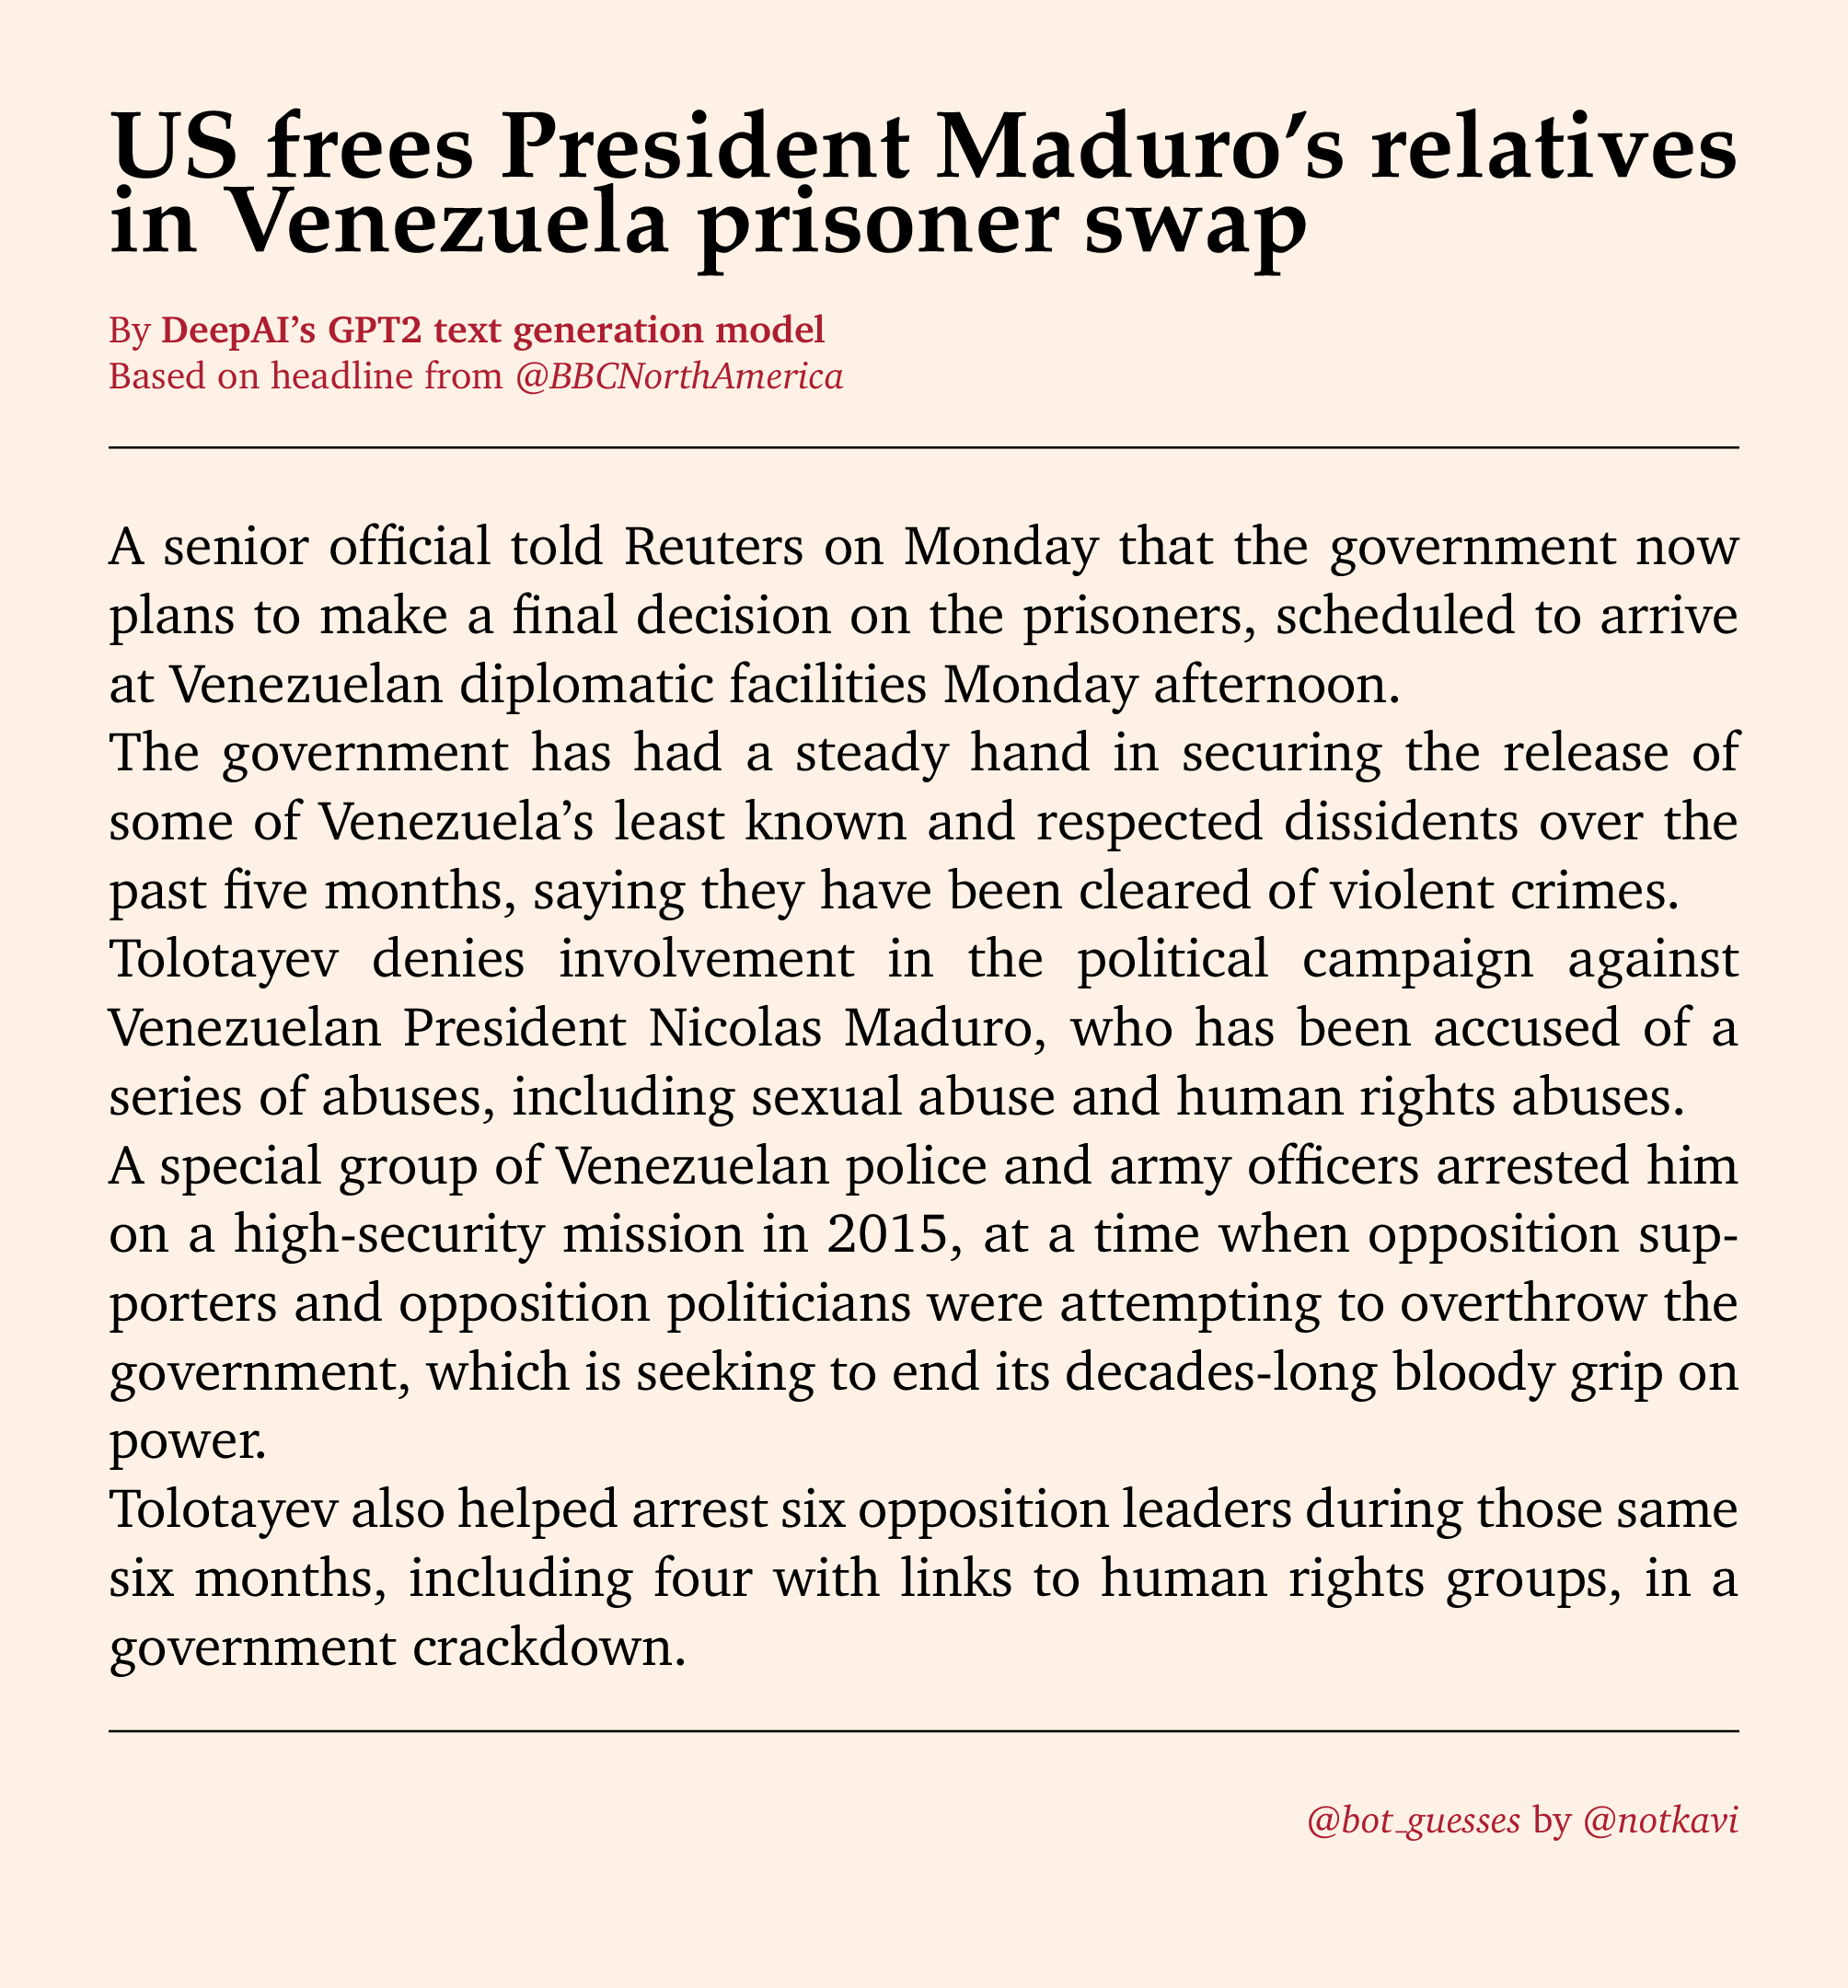 US frees President Maduro’s relatives
in Venezuela prisoner swap
By DeepAI’s GPT2 text generation model
Based on headline from @BBCNorthAmerica
A senior official told Reuters on Monday that the government now
plans to make a final decision on the prisoners, scheduled to arrive
at Venezuelan diplomatic facilities Monday afternoon.
The government has had a steady hand in securing the release of
some of Venezuela’s least known and respected dissidents over the
past five months, saying they have been cleared of violent crimes.
Tolotayev denies involvement in the political campaign against
Venezuelan President Nicolas Maduro, who has been accused of a
series of abuses, including sexual abuse and human rights abuses.
A special group of Venezuelan police and army officers arrested him
on a high-security mission in 2015, at a time when opposition sup-
porters and opposition politicians were attempting to overthrow the
government, which is seeking to end its decades-long bloody grip on
power.
Tolotayev also helped arrest six opposition leaders during those same
six months, including four with links to human rights groups, in a
government crackdown.
@bot_guesses by @notkavi